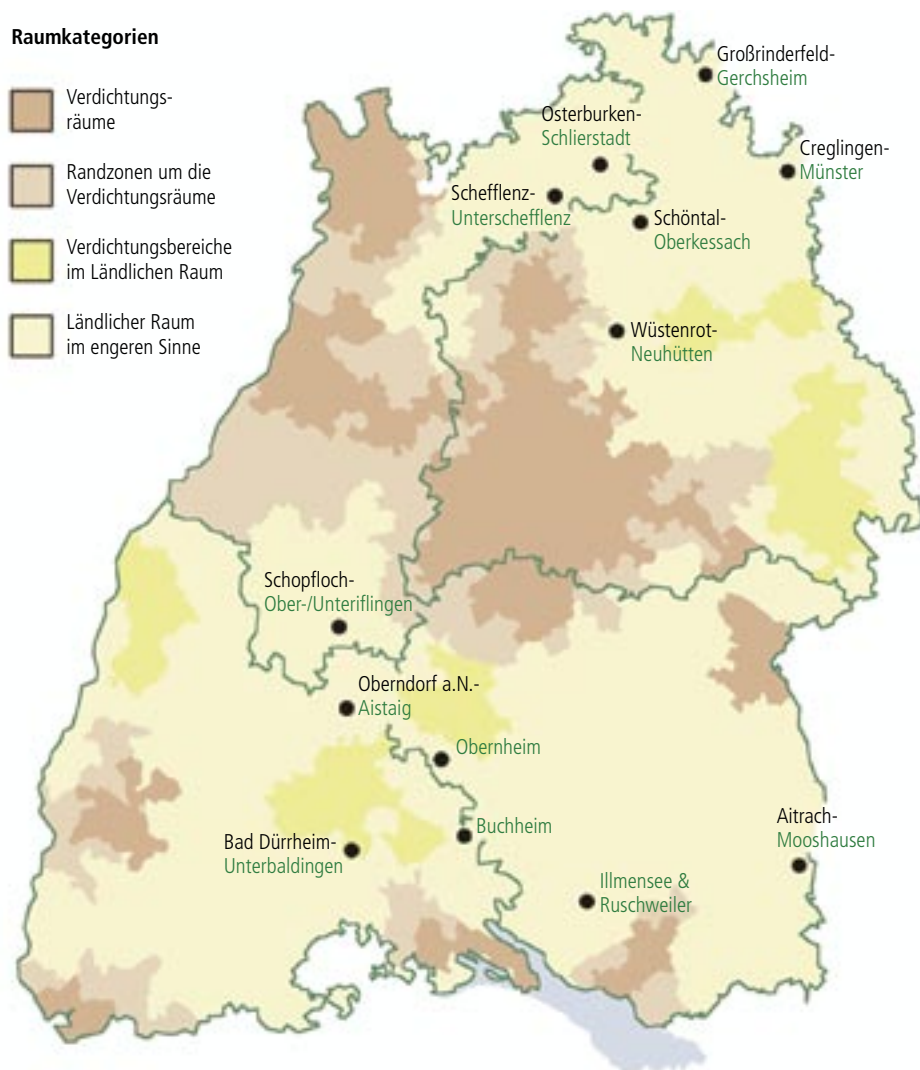 Raumkategorien
Verdichtungs-
räume
Randzonen um die
Verdichtungsräume
Verdichtungsbereiche
im Ländlichen Raum
Ländlicher Raum
im engeren Sinne
Großrinderfeld-
Gerchsheim
Osterburken-
Schlierstadt
Creglingen-
Münster
Schefflenz-
Unterschefflenz
Schöntal-
Oberkessach
Wüstenrot-
Neuhütten
Schopfloch-
Ober-/Unteriflingen
Oberndorf a.N.-
Aistaig
Obernheim
Buchheim
Bad Dürrheim-
Unterbaldingen
Aitrach-
Mooshausen
Illmensee &
Ruschweiler